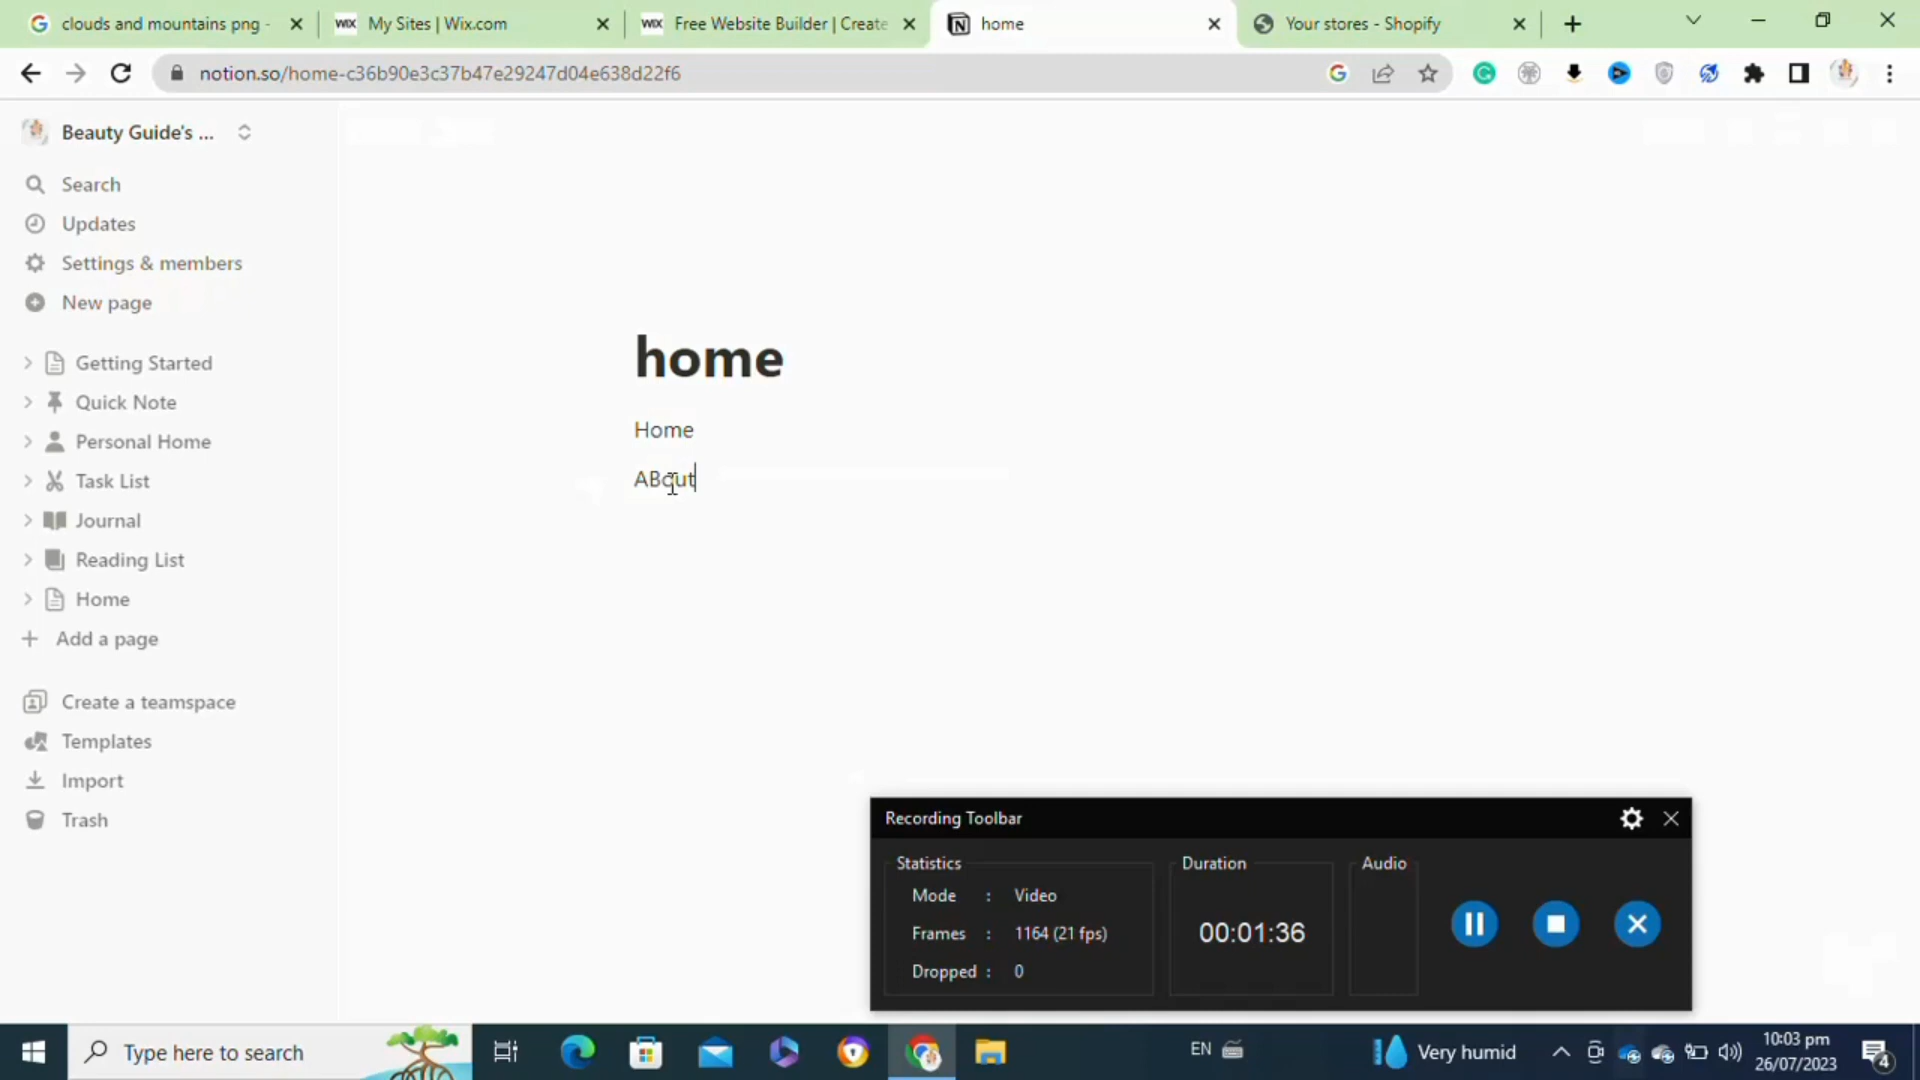 clouds and mountains png -
WIX My Sites | Wix.com
WIX Free Website Builder | Create
home
Your stores - Shopify
notion.so/home-c36b90e3c37b47e29247d04e638d22f6
Beauty Guide's ...
Search
Updates
Settings & members
New page
Getting Started
Quick Note
Personal Home
Task List
Journal
Reading List
Home
Add a page
Create a teamspace
Templates
Import
Trash
home
Home
ABout
Recording Toolbar
Statistics
Mode : Video
Frames : 1164 (21 fps)
Dropped : 0
Duration
00:01:36
Audio
Type here to search
EN
Very humid
10:03 pm
26/07/2023
4